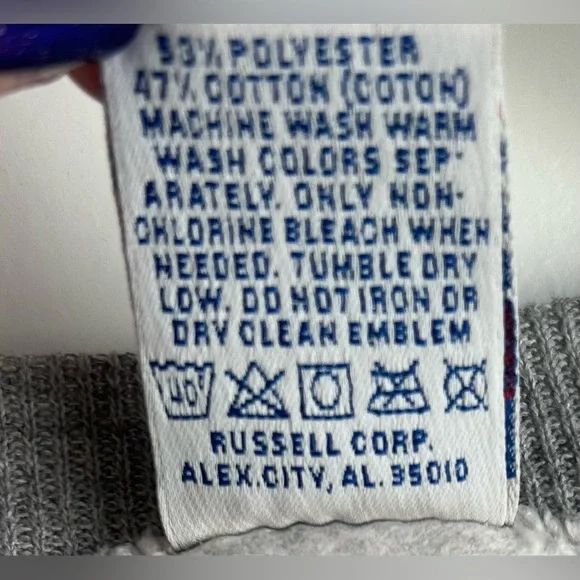 53% POLYESTER
47% COTTON (COTON)
MACHINE WASH WARM
WASH COLORS SEP-
ARATELY. ONLY NON-
CHLORINE BLEACH WHEN
NEEDED. TUMBLE DRY
LOW. DO NOT IRON OR
DRY CLEAN EMBLEM
40°
RUSSELL CORP.
ALEX.CITY, AL. 35010